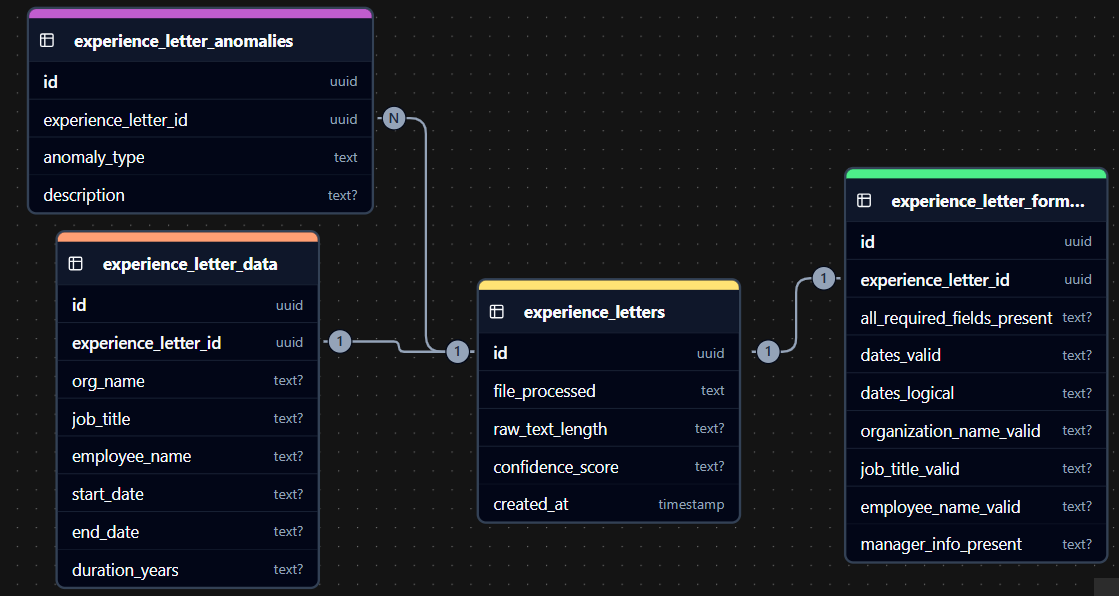 experience_letter_anomalies
id uuid
experience_letter_id uuid
anomaly_type text
description text?
N
experience_letter_data
id uuid
experience_letter_id uuid
org_name text?
job_title text?
employee_name text?
start_date text?
end_date text?
duration_years text?
1
1
experience_letters
id uuid
file_processed text
raw_text_length text?
confidence_score text?
created_at timestamp
1
1
experience_letter_form...
id uuid
experience_letter_id uuid
all_required_fields_present text?
dates_valid text?
dates_logical text?
organization_name_valid text?
job_title_valid text?
employee_name_valid text?
manager_info_present text?